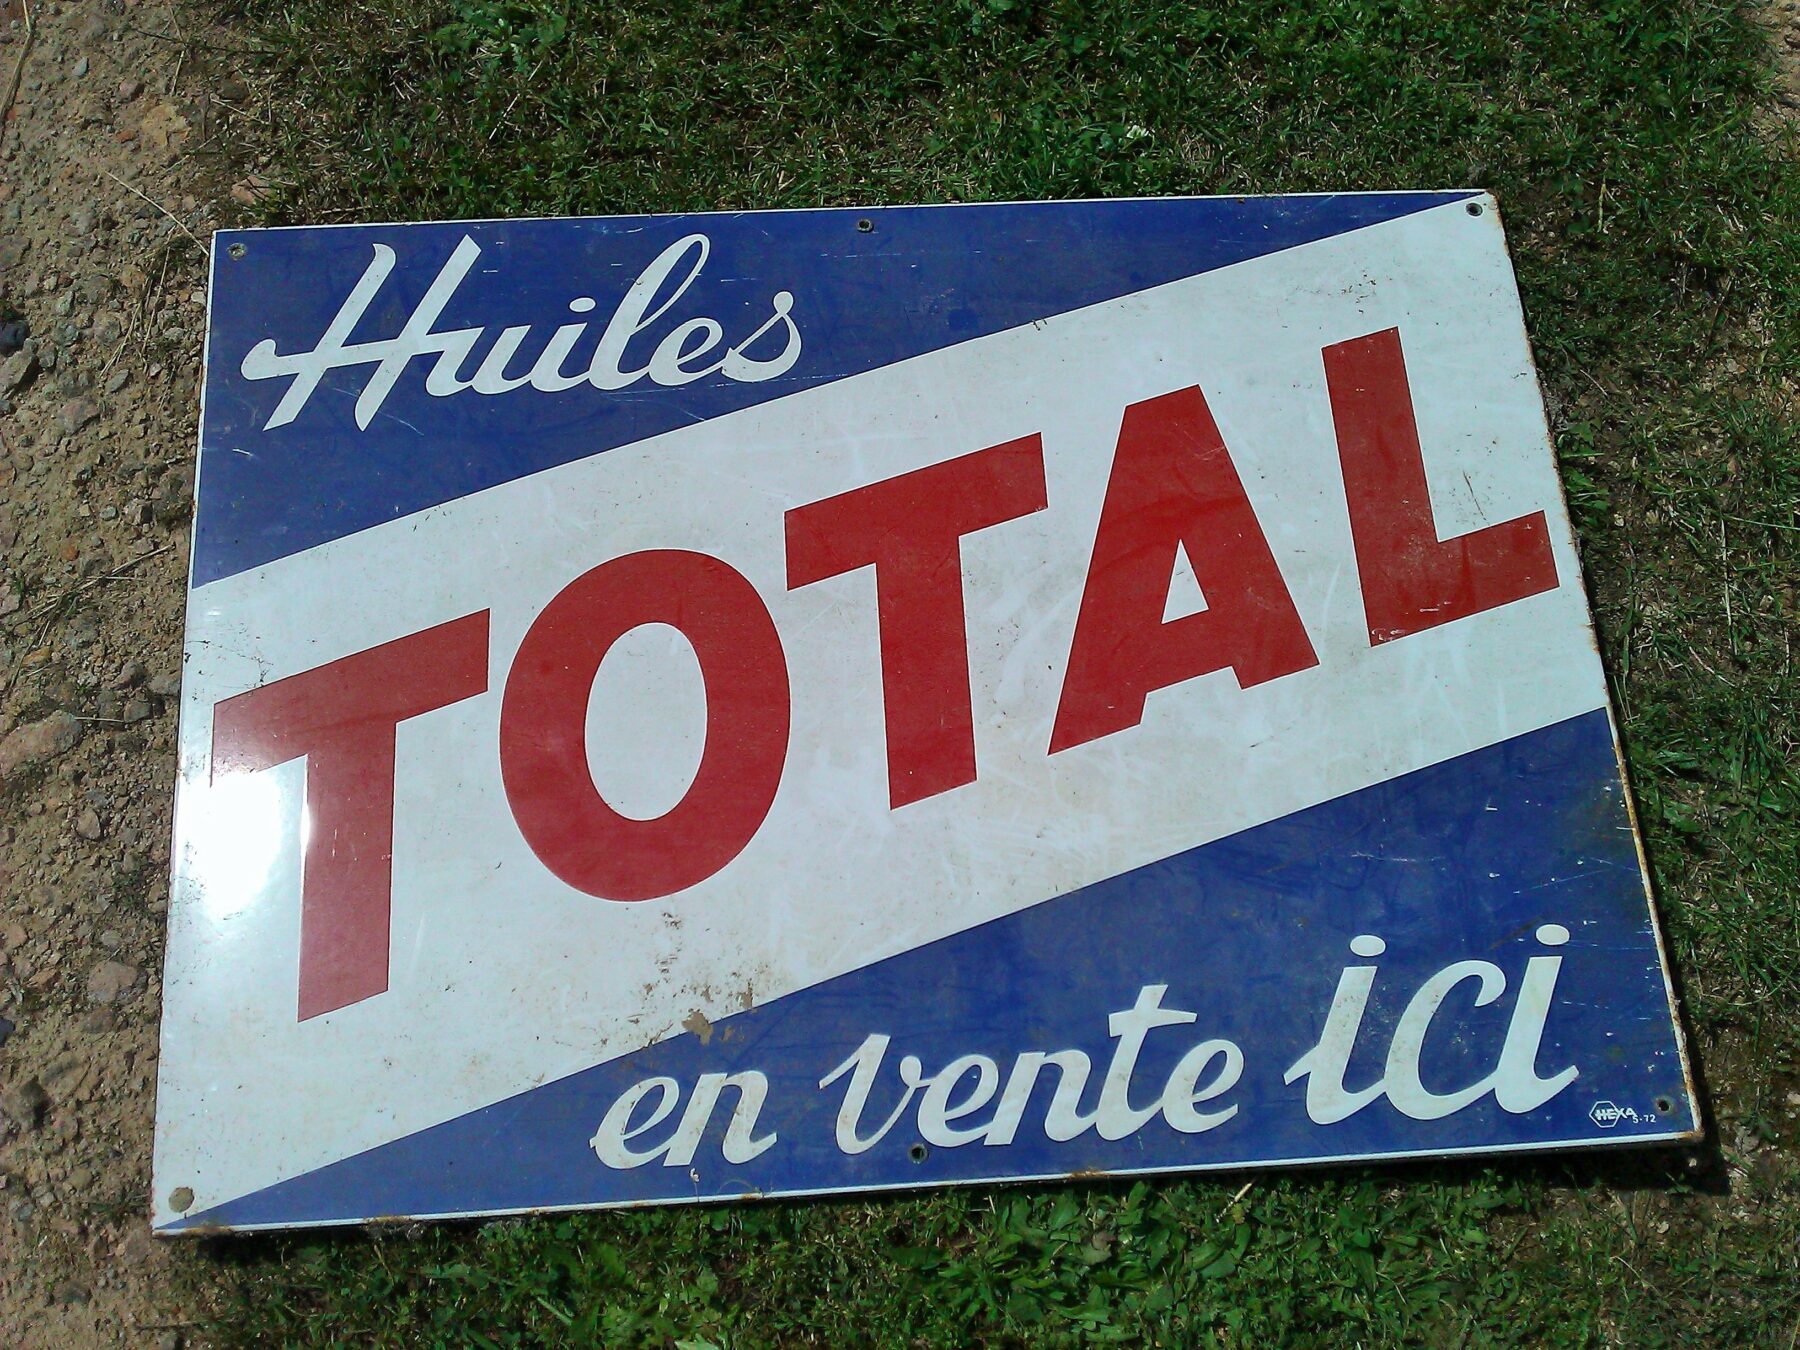 Huiles
TOTAL
en vente ici
HEXA
5-72